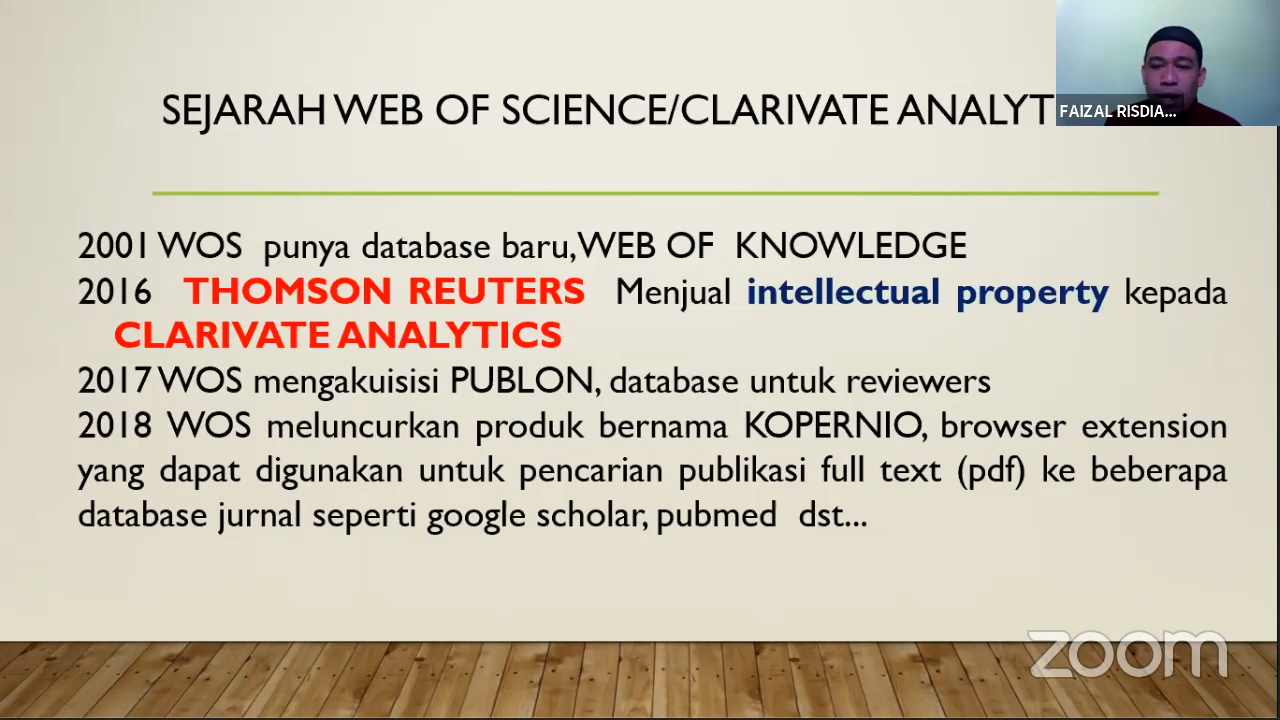 SEJARAH WEB OF SCIENCE/CLARIVATE ANALYT
FAIZAL RISDIA...
2001 WOS punya database baru, WEB OF KNOWLEDGE
2016 THOMSON REUTERS Menjual intellectual property kepada
CLARIVATE ANALYTICS
2017 WOS mengakuisisi PUBLON, database untuk reviewers
2018 WOS meluncurkan produk bernama KOPERNIO, browser extension
yang dapat digunakan untuk pencarian publikasi full text (pdf) ke beberapa
database jurnal seperti google scholar, pubmed dst...
zoom